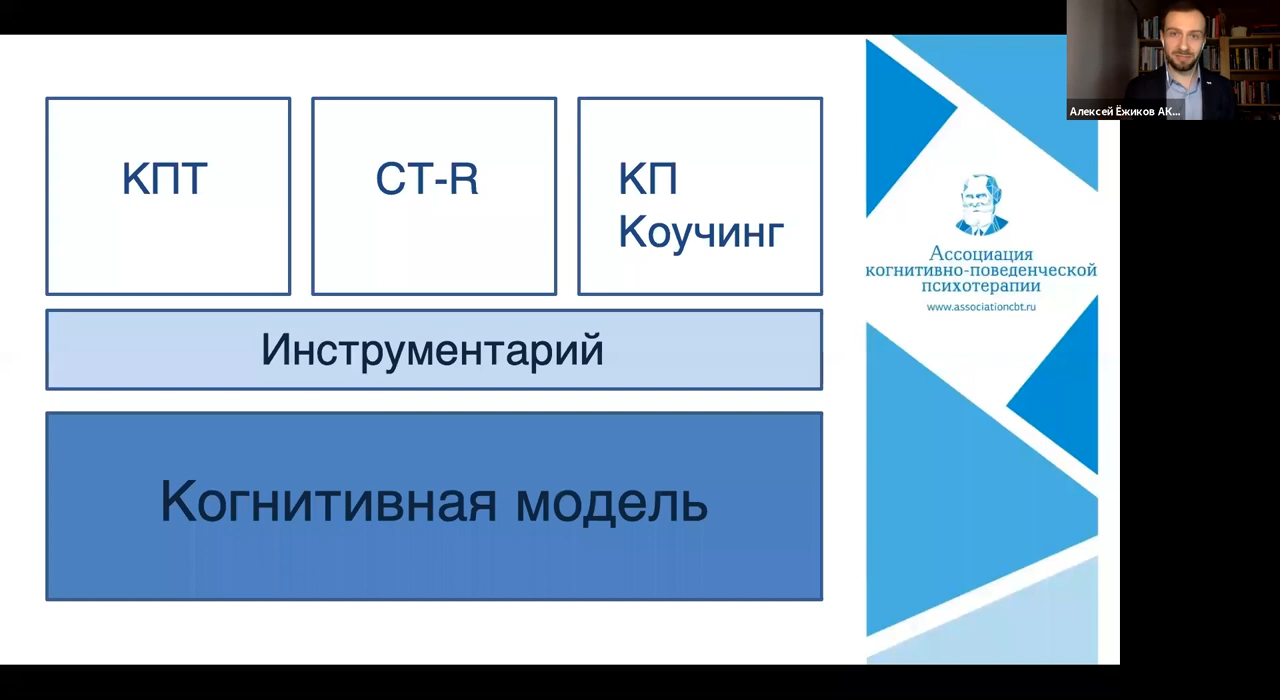 Алексей Ёжиков АК...
КПТ
CT-R
КП
Коучинг
Инструментарий
Когнитивная модель
Ассоциация
когнитивно-поведенческой
психотерапии
www.associationcbt.ru